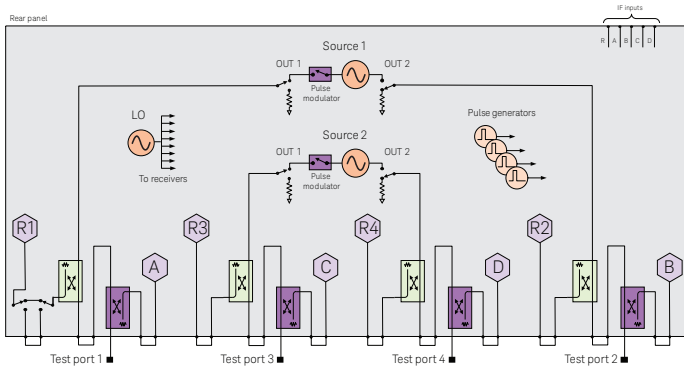 IF inputs
Rear panel
R A B C D
Source 1
OUT 1
OUT 2
Pulse
modulator
LO
Pulse generators
Source 2
OUT 1
OUT 2
Pulse
modulator
To receivers
R1
R3
R4
R2
A
C
D
B
Test port 1
Test port 3
Test port 4
Test port 2